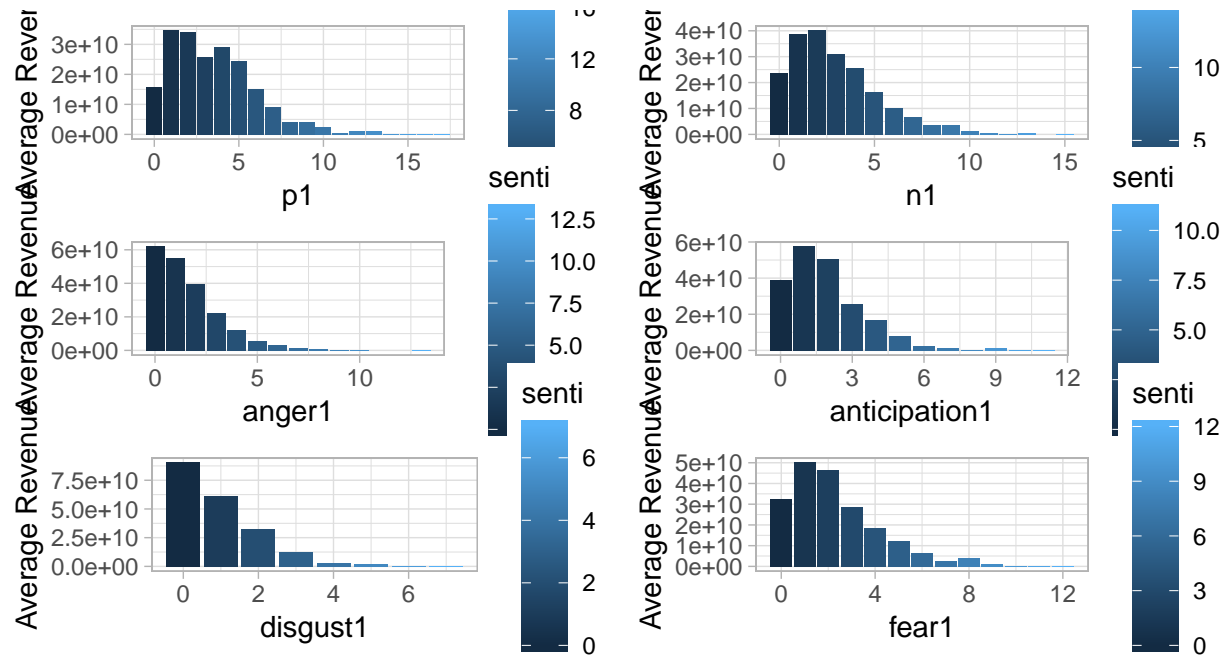 Average Reven
3e+10
2e+10
1e+10
0e+00
0 5 10 15
p1
16
12
8
Average Reven
4e+10
3e+10
2e+10
1e+10
0e+00
0 5 10 15
n1
10
5
Average Revenue
6e+10
4e+10
2e+10
0e+00
0 5 10
anger1
senti
12.5
10.0
7.5
5.0
Average Revenue
6e+10
4e+10
2e+10
0e+00
0 3 6 9 12
anticipation1
senti
10.0
7.5
5.0
Average Revenue
7.5e+10
5.0e+10
2.5e+10
0.0e+00
0 2 4 6
disgust1
senti
6
4
2
0
Average Revenue
5e+10
4e+10
3e+10
2e+10
1e+10
0e+00
0 4 8 12
fear1
senti
12
9
6
3
0